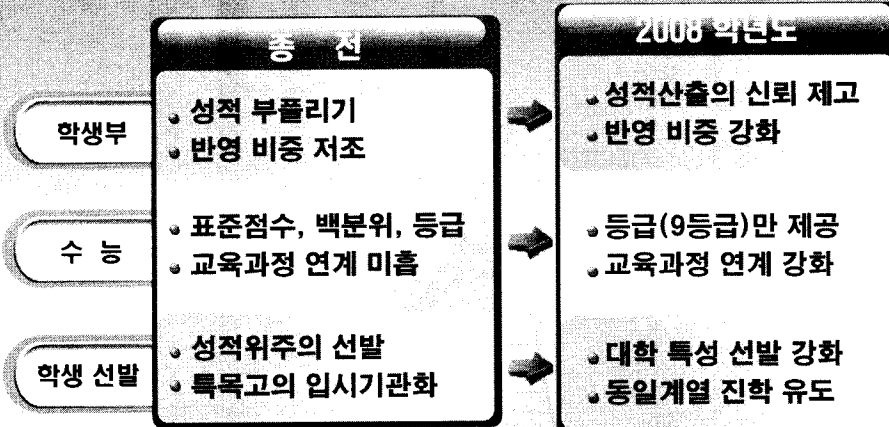 종 전
2008 학년도
학생부
• 성적 부풀리기
• 반영 비중 저조
• 성적산출의 신뢰 제고
• 반영 비중 강화
수 능
• 표준점수, 백분위, 등급
• 교육과정 연계 미흡
• 등급(9등급)만 제공
• 교육과정 연계 강화
학생 선발
• 성적위주의 선발
• 특목고의 입시기관화
• 대학 특성 선발 강화
• 동일계열 진학 유도